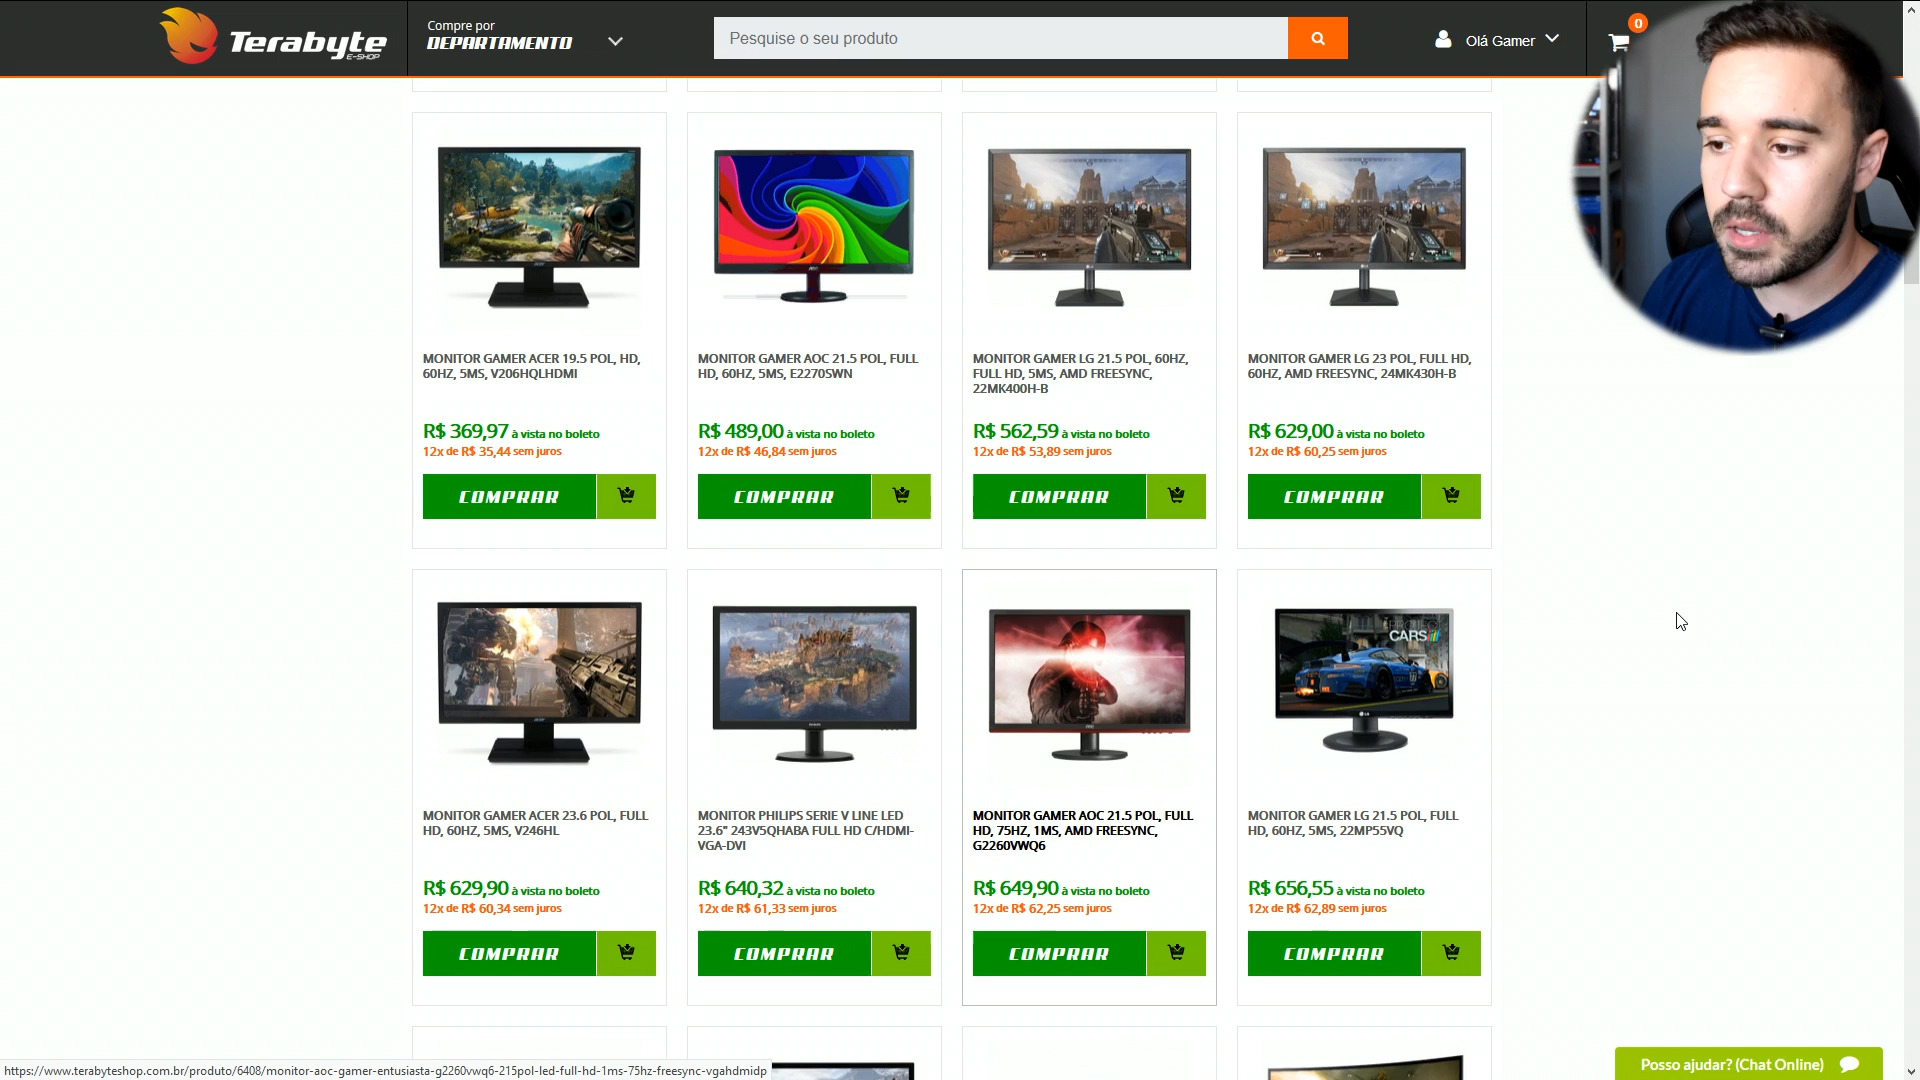 Terabyte
E-SHOP
Compre por
DEPARTAMENTO
Pesquise o seu produto
Olá Gamer
0
MONITOR GAMER ACER 19.5 POL, HD,
60HZ, 5MS, V206HQLHDMI
R$ 369,97 à vista no boleto
12x de R$ 35,44 sem juros
COMPRAR
MONITOR GAMER AOC 21.5 POL, FULL
HD, 60HZ, 5MS, E2270SWN
R$ 489,00 à vista no boleto
12x de R$ 46,84 sem juros
COMPRAR
MONITOR GAMER LG 21.5 POL, 60HZ,
FULL HD, 5MS, AMD FREESYNC,
22MK400H-B
R$ 562,59 à vista no boleto
12x de R$ 53,89 sem juros
COMPRAR
MONITOR GAMER LG 23 POL, FULL HD,
60HZ, AMD FREESYNC, 24MK430H-B
R$ 629,00 à vista no boleto
12x de R$ 60,25 sem juros
COMPRAR
MONITOR GAMER ACER 23.6 POL, FULL
HD, 60HZ, 5MS, V246HL
R$ 629,90 à vista no boleto
12x de R$ 60,34 sem juros
COMPRAR
MONITOR PHILIPS SERIE V LINE LED
23.6" 243V5QHABA FULL HD C/HDMI-
VGA-DVI
R$ 640,32 à vista no boleto
12x de R$ 61,33 sem juros
COMPRAR
MONITOR GAMER AOC 21.5 POL, FULL
HD, 75HZ, 1MS, AMD FREESYNC,
G2260VWQ6
R$ 649,90 à vista no boleto
12x de R$ 62,25 sem juros
COMPRAR
PROJECT
CARS
MONITOR GAMER LG 21.5 POL, FULL
HD, 60HZ, 5MS, 22MP55VQ
R$ 656,55 à vista no boleto
12x de R$ 62,89 sem juros
COMPRAR
https://www.terabyteshop.com.br/produto/6408/monitor-aoc-gamer-entusiasta-g2260vwq6-215pol-led-full-hd-1ms-75hz-freesync-vgahdmidp
Posso ajudar? (Chat Online)